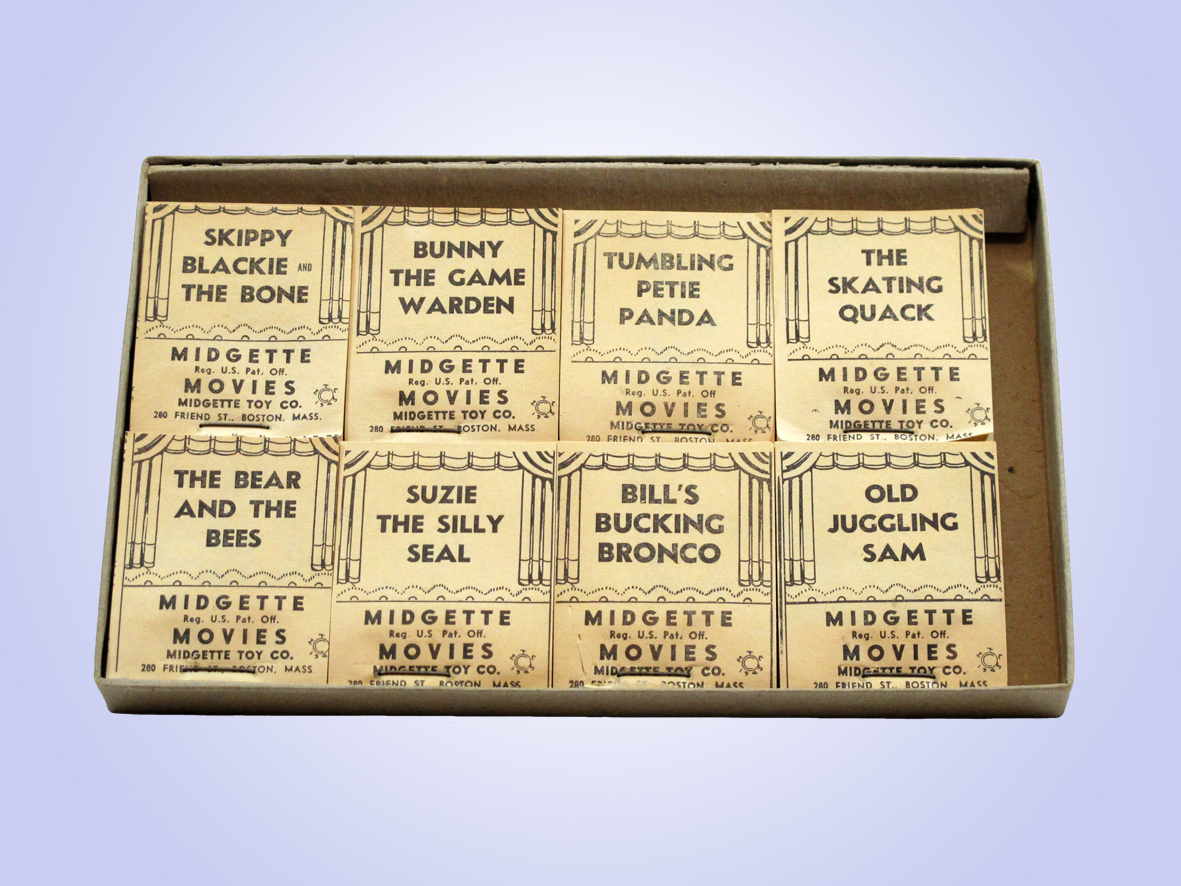 SKIPPY
BLACKIE AND
THE BONE
MIDGETTE
Reg. U.S. Pat. Off.
MOVIES
MIDGETTE TOY CO.
280 FRIEND ST., BOSTON, MASS.
BUNNY
THE GAME
WARDEN
MIDGETTE
Reg. U.S. Pat. Off.
MOVIES
MIDGETTE TOY CO.
280 FRIEND ST., BOSTON, MASS
TUMBLING
PETIE
PANDA
MIDGETTE
Reg. U.S. Pat. Off.
MOVIES
MIDGETTE TOY CO.
280 FRIEND ST., BOSTON, MASS
THE
SKATING
QUACK
MIDGETTE
Reg. U.S. Pat. Off.
MOVIES
MIDGETTE TOY CO.
280 FRIEND ST., BOSTON, MASS
THE BEAR
AND THE
BEES
MIDGETTE
Reg. U.S. Pat. Off.
MOVIES
MIDGETTE TOY CO.
280 FRIEND ST., BOSTON, MASS
SUZIE
THE SILLY
SEAL
MIDGETTE
Reg. U.S Pat. Off.
MOVIES
MIDGETTE TOY CO.
280 FRIEND ST., BOSTON, MASS.
BILL'S
BUCKING
BRONCO
MIDGETTE
Reg. U.S. Pat. Off.
MOVIES
MIDGETTE TOY CO.
280 FRIEND ST., BOSTON, MASS
OLD
JUGGLING
SAM
MIDGETTE
Reg. U.S. Pat. Off.
MOVIES
MIDGETTE TOY CO.
280 FRIEND ST., BOSTON, MASS